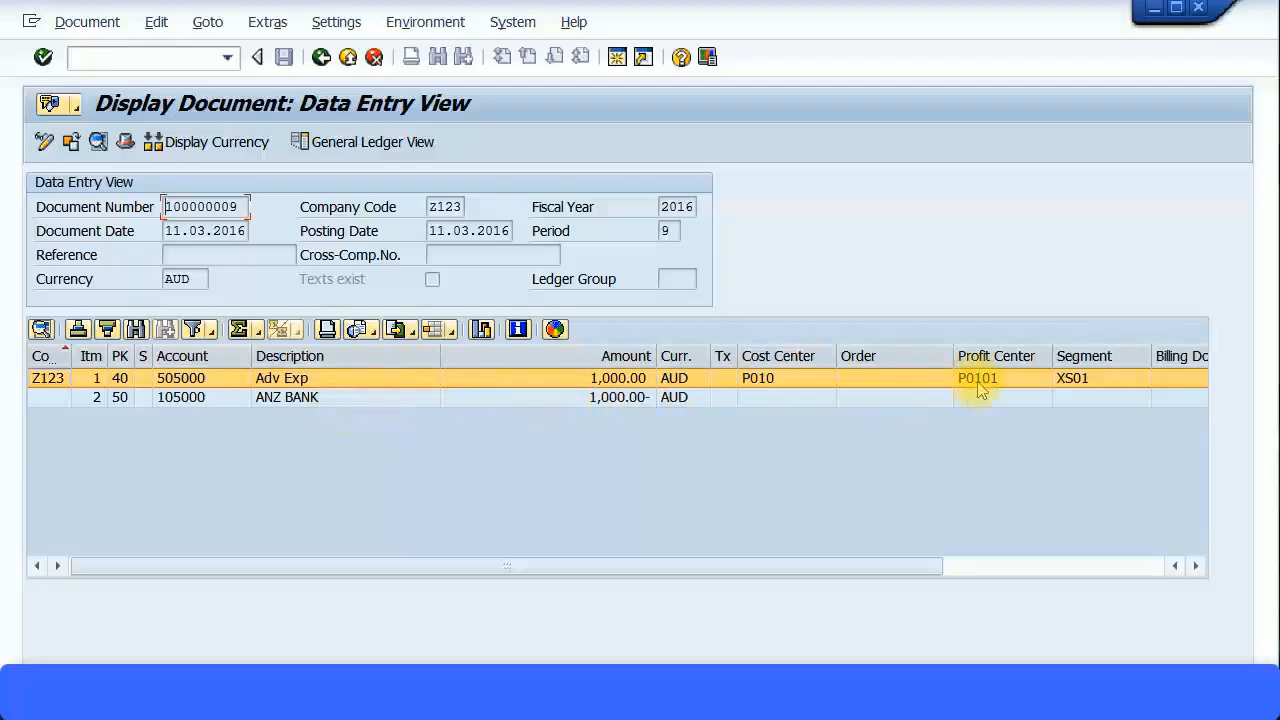 Document Edit Goto Extras Settings Environment System Help
Display Document: Data Entry View
Display Currency General Ledger View
Data Entry View
Document Number 100000009 Company Code Z123 Fiscal Year 2016
Document Date 11.03.2016 Posting Date 11.03.2016 Period 9
Reference Cross-Comp.No.
Currency AUD Texts exist Ledger Group
Co... Itm PK S Account Description Amount Curr. Tx Cost Center Order Profit Center Segment Billing Do
Z123 1 40 505000 Adv Exp 1,000.00 AUD P010 P0101 XS01
2 50 105000 ANZ BANK 1,000.00- AUD